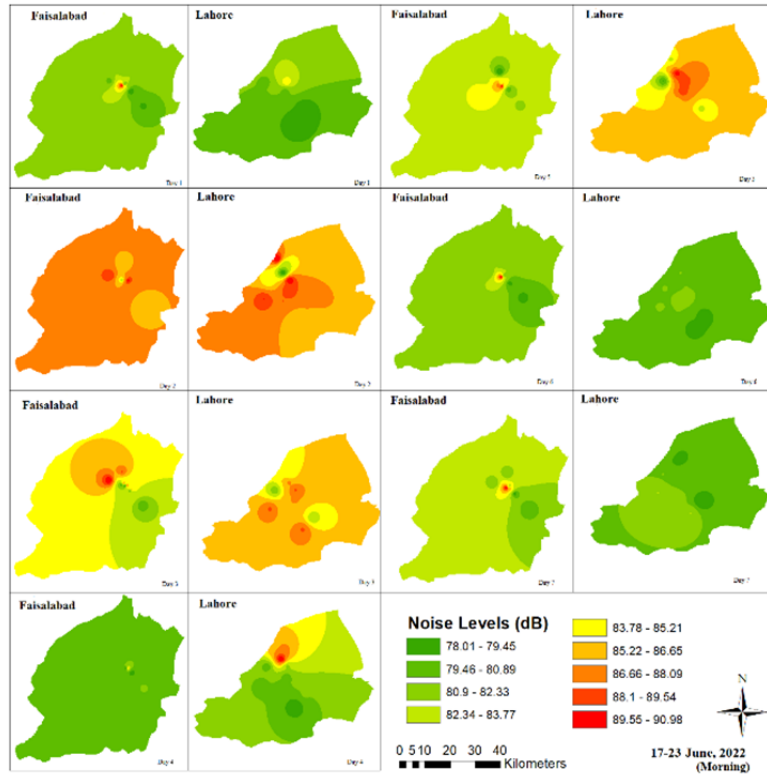 Faisalabad
Lahore
Faisalabad
Lahore
Day 1
Day 1
Day 5
Day 5
Faisalabad
Lahore
Faisalabad
Lahore
Day 2
Day 2
Day 6
Day 6
Faisalabad
Lahore
Faisalabad
Lahore
Day 3
Day 3
Day 7
Day 7
Faisalabad
Lahore
Day 4
Day 4
Noise Levels (dB)
78.01 - 79.45
79.46 - 80.89
80.9 - 82.33
82.34 - 83.77
83.78 - 85.21
85.22 - 86.65
86.66 - 88.09
88.1 - 89.54
89.55 - 90.98
N
0 5 10 20 30 40
Kilometers
17-23 June, 2022
(Morning)